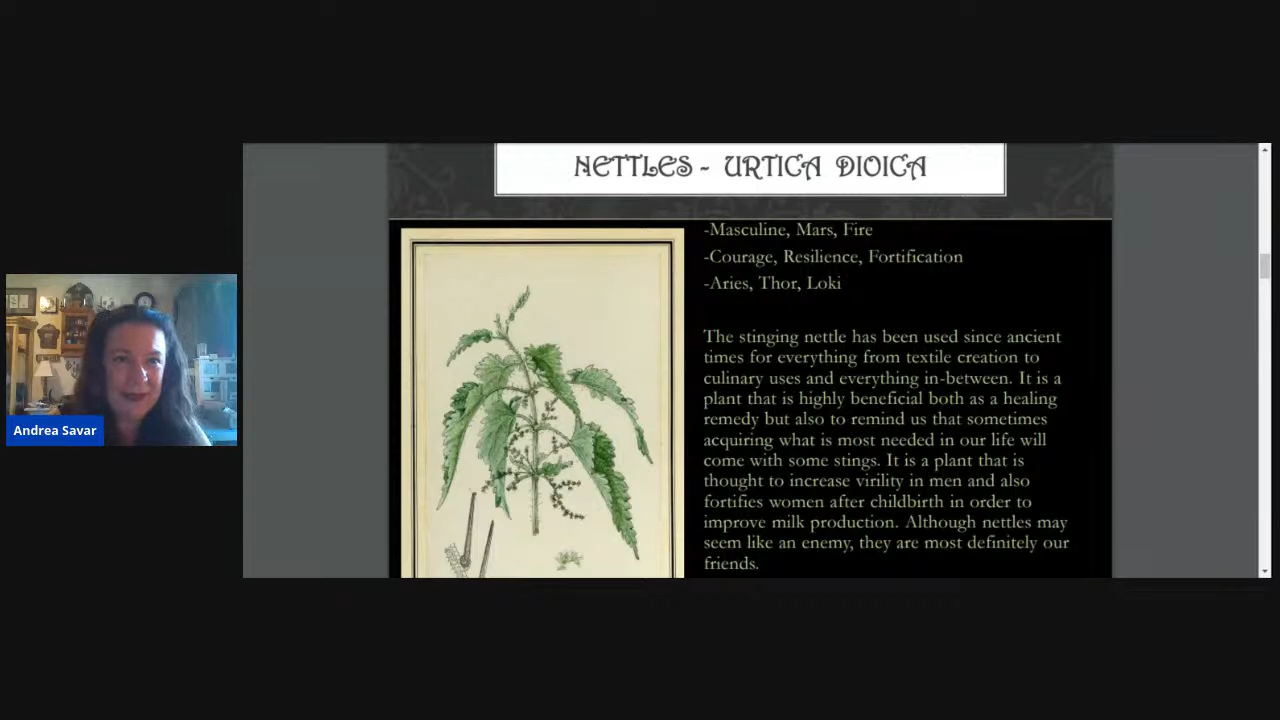 NETTLES - URTICA DIOICA
-Masculine, Mars, Fire
-Courage, Resilience, Fortification
-Aries, Thor, Loki
The stinging nettle has been used since ancient
times for everything from textile creation to
culinary uses and everything in-between. It is a
plant that is highly beneficial both as a healing
remedy but also to remind us that sometimes
acquiring what is most needed in our life will
come with some stings. It is a plant that is
thought to increase virility in men and also
fortifies women after childbirth in order to
improve milk production. Although nettles may
seem like an enemy, they are most definitely our
friends.
Andrea Savar